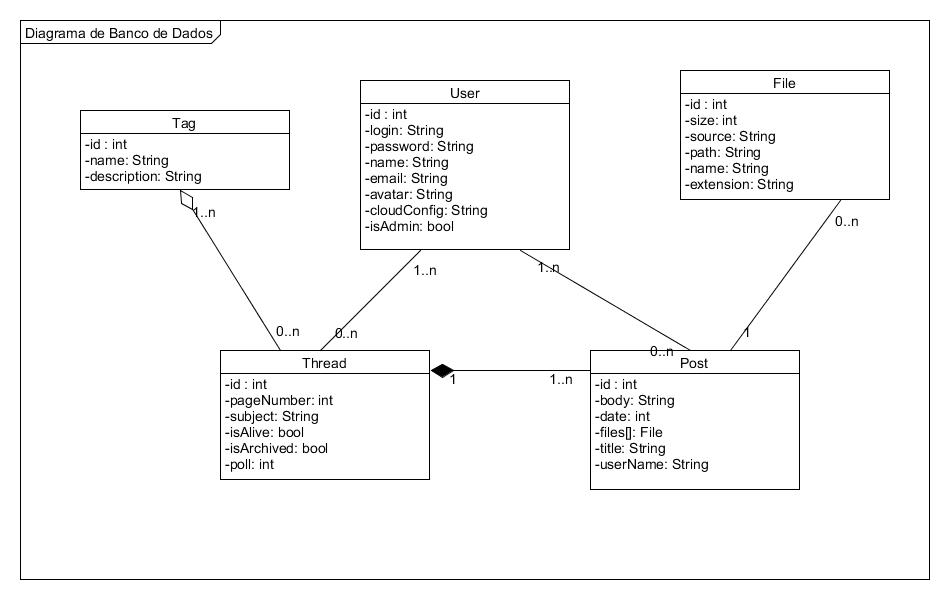 Diagrama de Banco de Dados
Tag
-id : int
-name: String
-description: String
1..n
User
-id : int
-login: String
-password: String
-name: String
-email: String
-avatar: String
-cloudConfig: String
-isAdmin: bool
1..n
1..n
File
-id : int
-size: int
-source: String
-path: String
-name: String
-extension: String
0..n
0..n
0..n
0..n
1
Thread
-id : int
-pageNumber: int
-subject: String
-isAlive: bool
-isArchived: bool
-poll: int
1
1..n
Post
-id : int
-body: String
-date: int
-files[]: File
-title: String
-userName: String